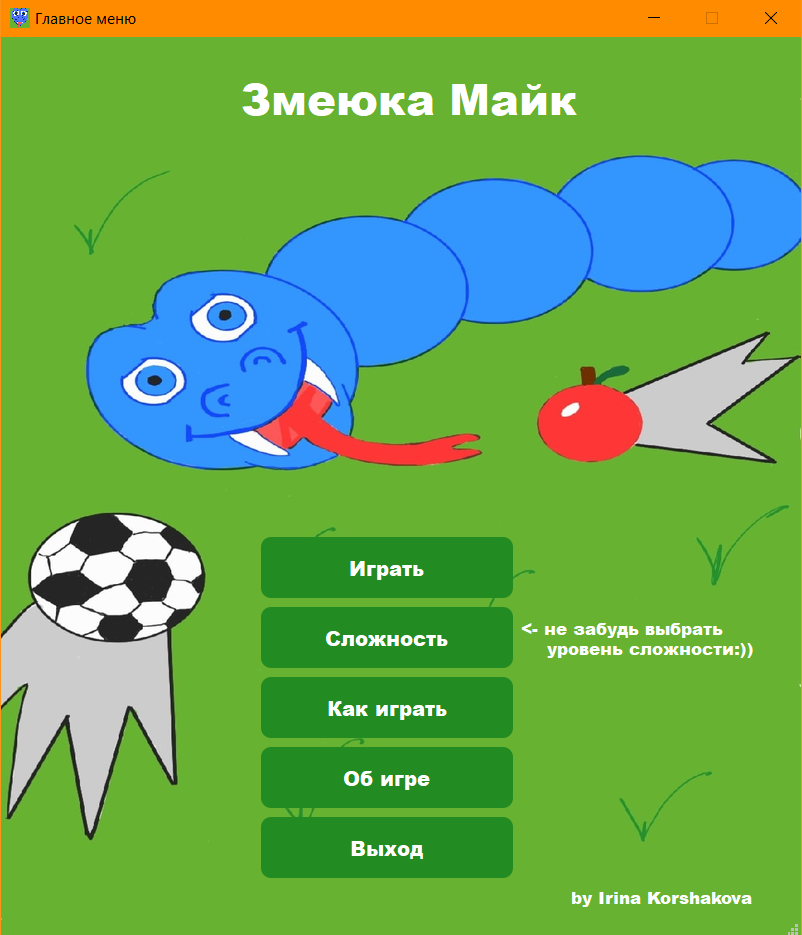 Главное меню
Змеюка Майк
Играть
Сложность
<- не забудь выбрать
уровень сложности:))
Как играть
Об игре
Выход
by Irina Korshakova